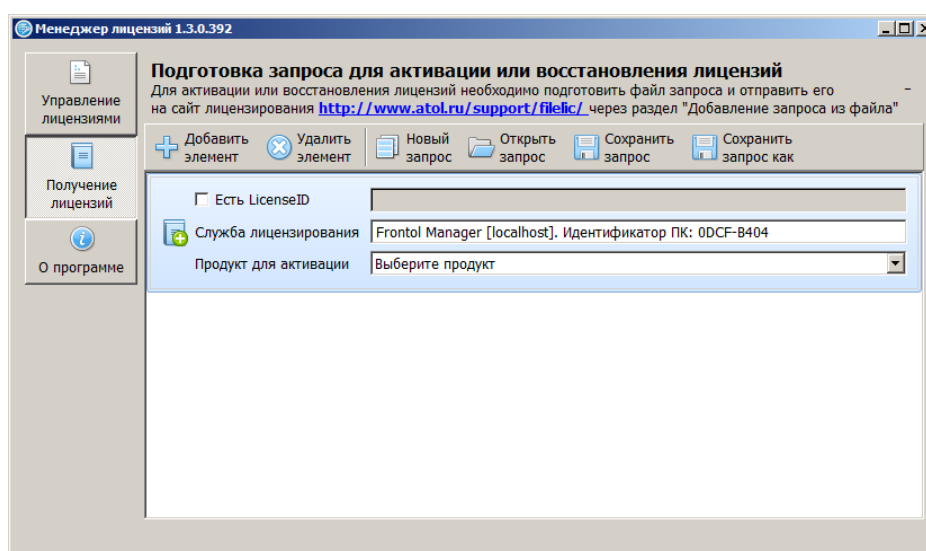 Менеджер лицензий 1.3.0.392
Управление
лицензиями
Получение
лицензий
О программе
Подготовка запроса для активации или восстановления лицензий
Для активации или восстановления лицензий необходимо подготовить файл запроса и отправить его -
на сайт лицензирования http://www.atol.ru/support/filelic/ через раздел "Добавление запроса из файла"
Добавить
элемент
Удалить
элемент
Новый
запрос
Открыть
запрос
Сохранить
запрос
Сохранить
запрос как
Есть LicenseID
Служба лицензирования Frontol Manager [localhost]. Идентификатор ПК: 0DCF-B404
Продукт для активации Выберите продукт